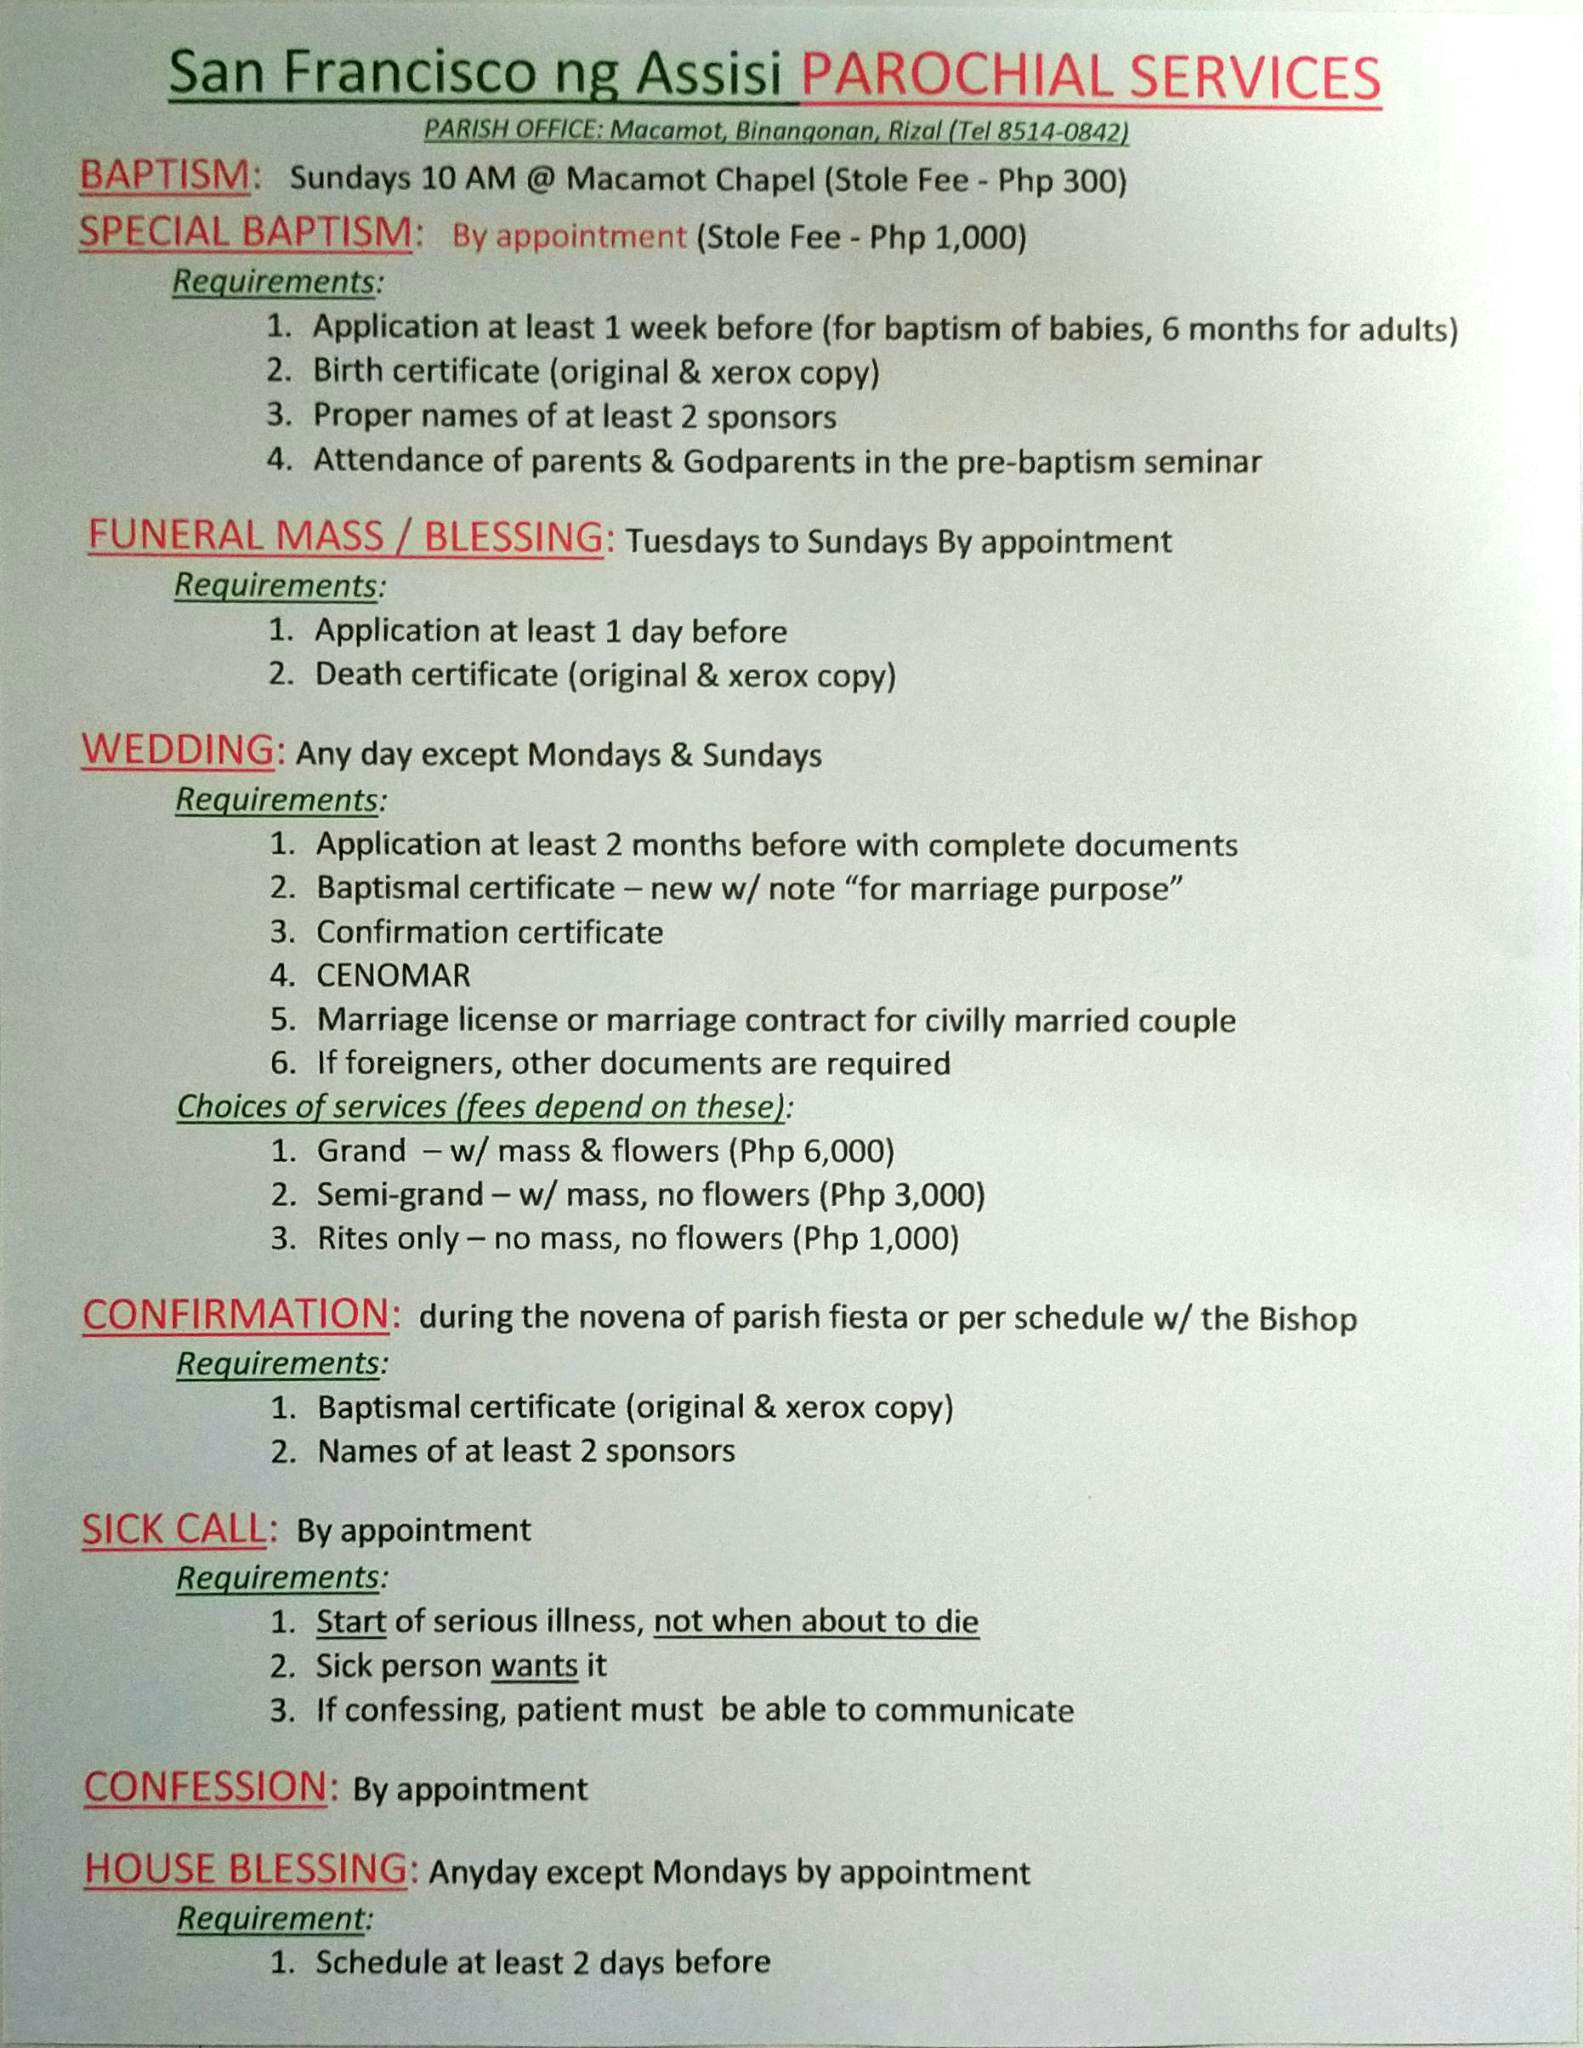 San Francisco ng Assisi PAROCHIAL SERVICES
PARISH OFFICE: Macamot, Binangonan, Rizal (Tel 8514-0842)
BAPTISM: Sundays 10 AM @ Macamot Chapel (Stole Fee - Php 300)
SPECIAL BAPTISM: By appointment (Stole Fee - Php 1,000)
Requirements:
1. Application at least 1 week before (for baptism of babies, 6 months for adults)
2. Birth certificate (original & xerox copy)
3. Proper names of at least 2 sponsors
4. Attendance of parents & Godparents in the pre-baptism seminar
FUNERAL MASS / BLESSING: Tuesdays to Sundays By appointment
Requirements:
1. Application at least 1 day before
2. Death certificate (original & xerox copy)
WEDDING: Any day except Mondays & Sundays
Requirements:
1. Application at least 2 months before with complete documents
2. Baptismal certificate – new w/ note “for marriage purpose”
3. Confirmation certificate
4. CENOMAR
5. Marriage license or marriage contract for civilly married couple
6. If foreigners, other documents are required
Choices of services (fees depend on these):
1. Grand – w/ mass & flowers (Php 6,000)
2. Semi-grand – w/ mass, no flowers (Php 3,000)
3. Rites only – no mass, no flowers (Php 1,000)
CONFIRMATION: during the novena of parish fiesta or per schedule w/ the Bishop
Requirements:
1. Baptismal certificate (original & xerox copy)
2. Names of at least 2 sponsors
SICK CALL: By appointment
Requirements:
1. Start of serious illness, not when about to die
2. Sick person wants it
3. If confessing, patient must be able to communicate
CONFESSION: By appointment
HOUSE BLESSING: Anyday except Mondays by appointment
Requirement:
1. Schedule at least 2 days before